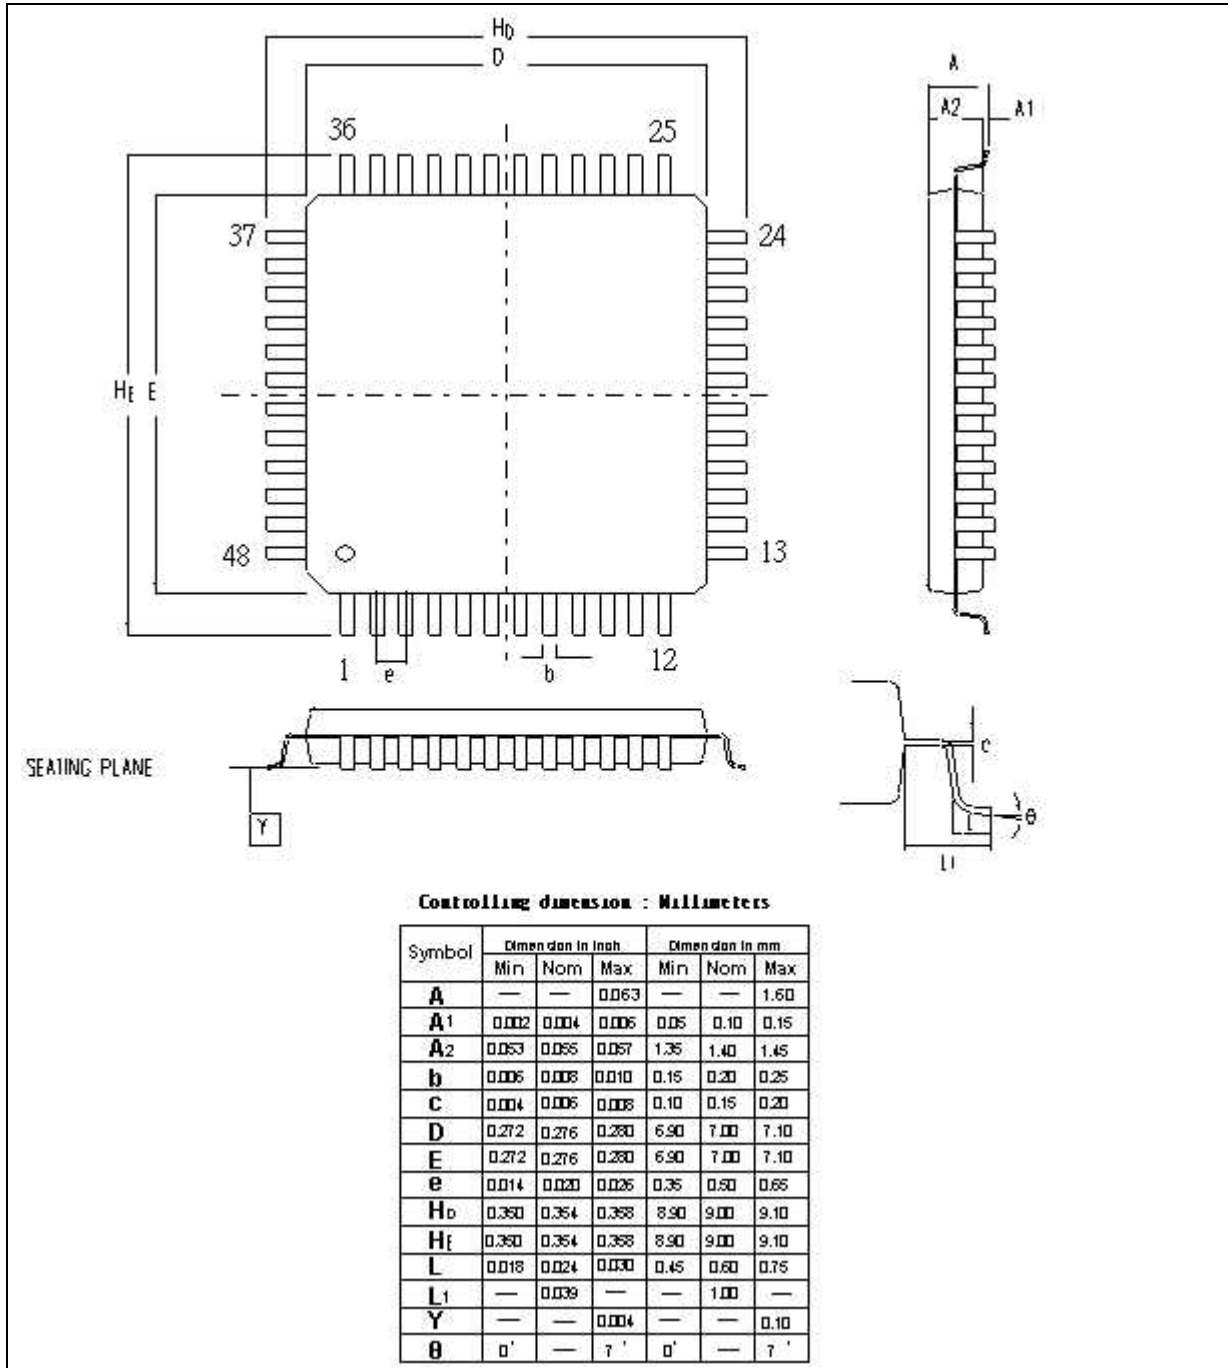 HD
D
A
A2 A1
36 25
37 24
HE E
48 13
1 e b 12
SEATING PLANE
Y
c
θ
L
L1
Controlling dimension : Millimeters
Symbol Dimension in inch Dimension in mm
Min Nom Max Min Nom Max
A — — 0.063 — — 1.60
A1 0.002 0.004 0.006 0.05 0.10 0.15
A2 0.053 0.055 0.057 1.35 1.40 1.45
b 0.006 0.008 0.010 0.15 0.20 0.25
c 0.004 0.006 0.008 0.10 0.15 0.20
D 0.272 0.276 0.280 6.90 7.00 7.10
E 0.272 0.276 0.280 6.90 7.00 7.10
e 0.014 0.020 0.026 0.35 0.50 0.65
HD 0.350 0.354 0.358 8.90 9.00 9.10
HE 0.350 0.354 0.358 8.90 9.00 9.10
L 0.018 0.024 0.030 0.45 0.60 0.75
L1 — 0.039 — — 1.00 —
Y — — 0.004 — — 0.10
θ 0° — 7° 0° — 7°